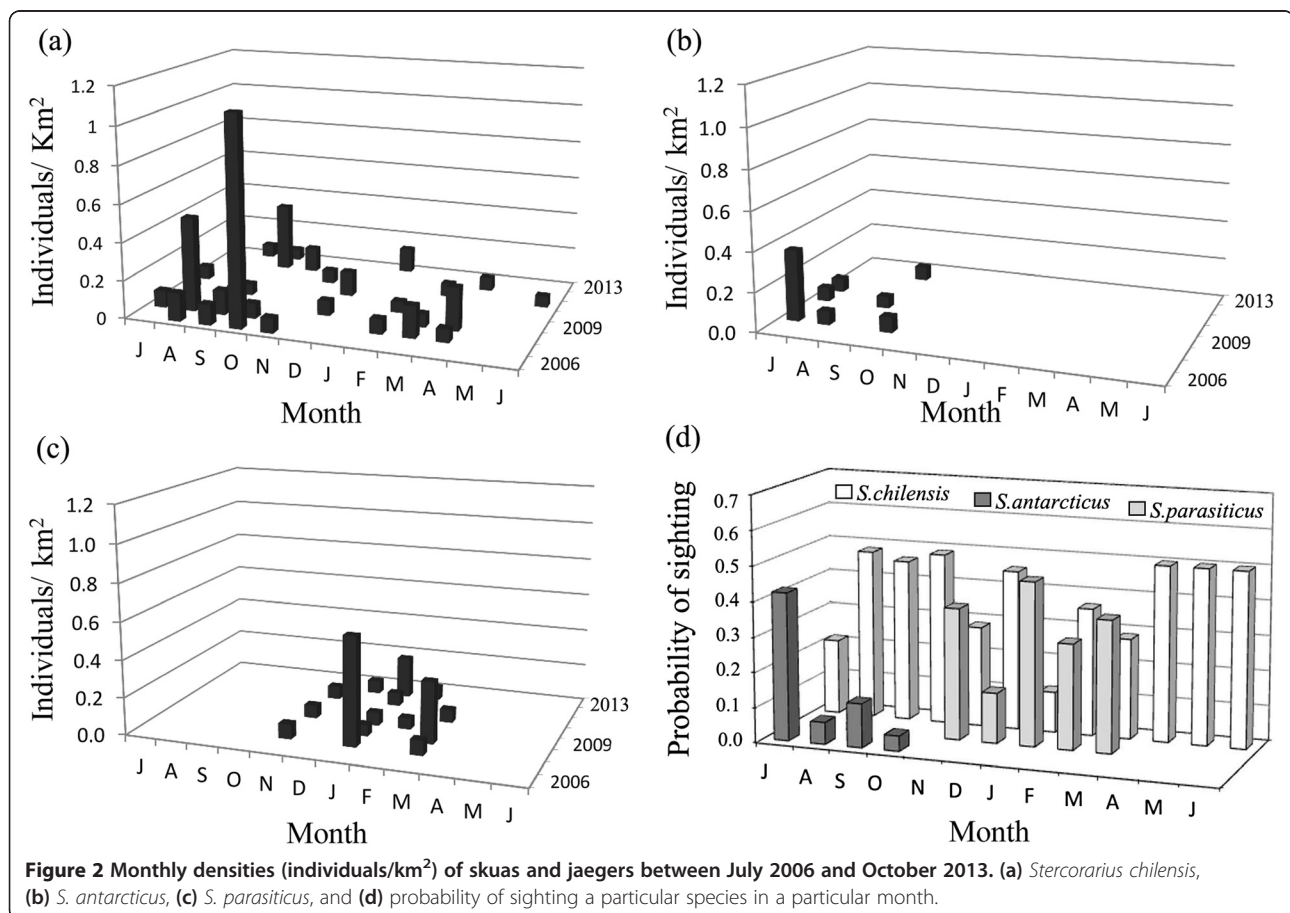 (a)
Individuals/ Km²
1.2
1
0.8
0.6
0.4
0.2
0
J A S O N D J F M A M J
2013
2009
2006
Month
(b)
Individuals/ km²
1.2
1.0
0.8
0.6
0.4
0.2
0.0
J A S O N D J F M A M J
2013
2009
2006
Month
(c)
Individuals/ km²
1.2
1.0
0.8
0.6
0.4
0.2
0.0
J A S O N D J F M A M J
2013
2009
2006
Month
(d)
Probability of sighting
0.7
0.6
0.5
0.4
0.3
0.2
0.1
0.0
S.chilensis S.antarcticus S.parasiticus
J A S O N D J F M A M J
Month
Figure 2 Monthly densities (individuals/km²) of skuas and jaegers between July 2006 and October 2013. (a) Stercorarius chilensis,
(b) S. antarcticus, (c) S. parasiticus, and (d) probability of sighting a particular species in a particular month.